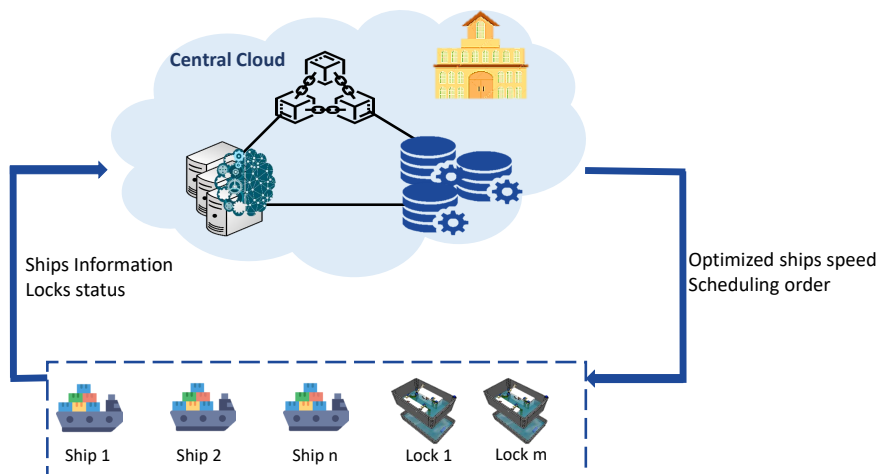 Central Cloud
Ships Information
Locks status
Optimized ships speed
Scheduling order
Ship 1
Ship 2
Ship n
Lock 1
Lock m